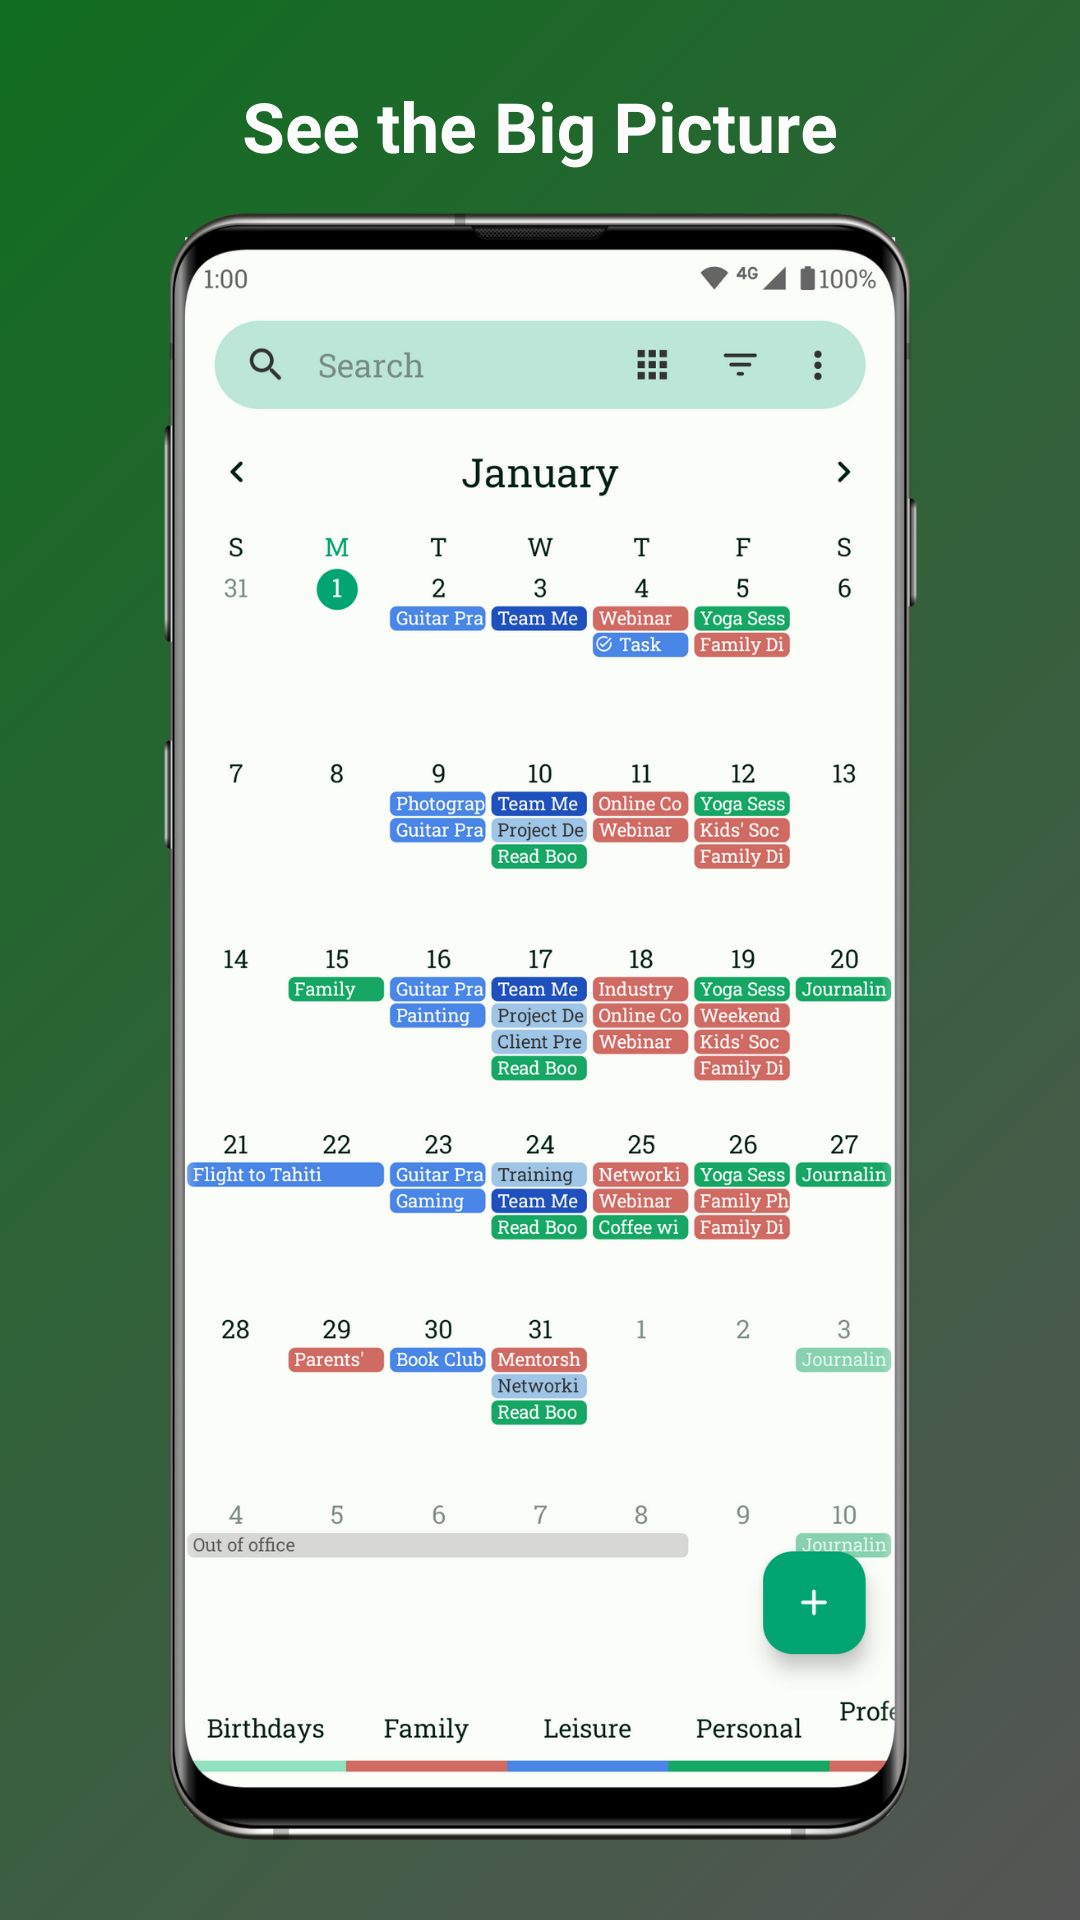 See the Big Picture
1:00 4G 100%
Search
January
S M T W T F S
31 1 2 3 4 5 6
Guitar Pra Team Me Webinar Yoga Sess
Task Family Di
7 8 9 10 11 12 13
Photograp Team Me Online Co Yoga Sess
Guitar Pra Project De Webinar Kids' Soc
Read Boo Family Di
14 15 16 17 18 19 20
Family Guitar Pra Team Me Industry Yoga Sess Journalin
Painting Project De Online Co Weekend
Client Pre Webinar Kids' Soc
Read Boo Family Di
21 22 23 24 25 26 27
Flight to Tahiti Guitar Pra Training Networki Yoga Sess Journalin
Gaming Team Me Webinar Family Ph
Read Boo Coffee wi Family Di
28 29 30 31 1 2 3
Parents' Book Club Mentorsh Journalin
Networki
Read Boo
4 5 6 7 8 9 10
Out of office Journalin
Birthdays Family Leisure Personal Profe